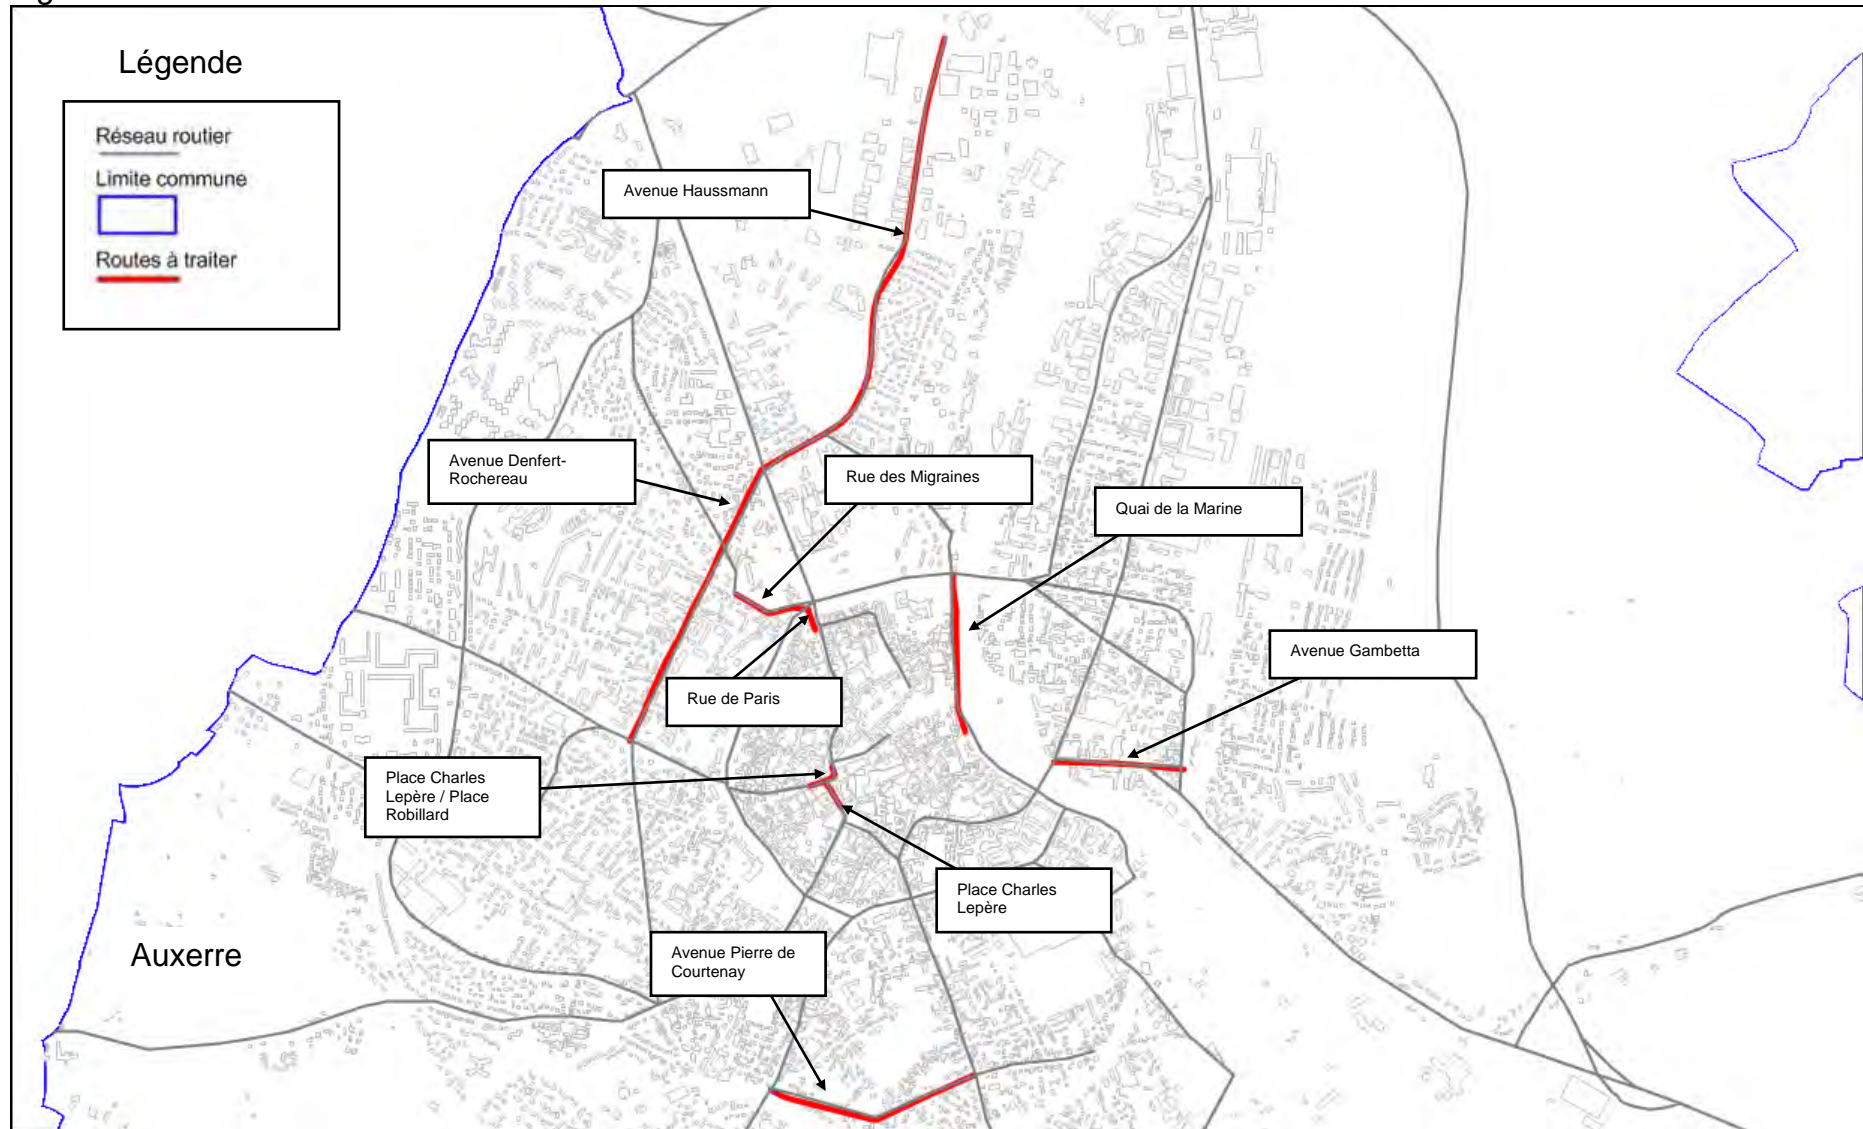 Légende
Réseau routier
Limite commune
Routes à traiter
Avenue Haussmann
Avenue Denfert-
Rochereau
Rue des Migraines
Quai de la Marine
Avenue Gambetta
Rue de Paris
Place Charles
Lepère / Place
Robillard
Place Charles
Lepère
Avenue Pierre de
Courtenay
Auxerre